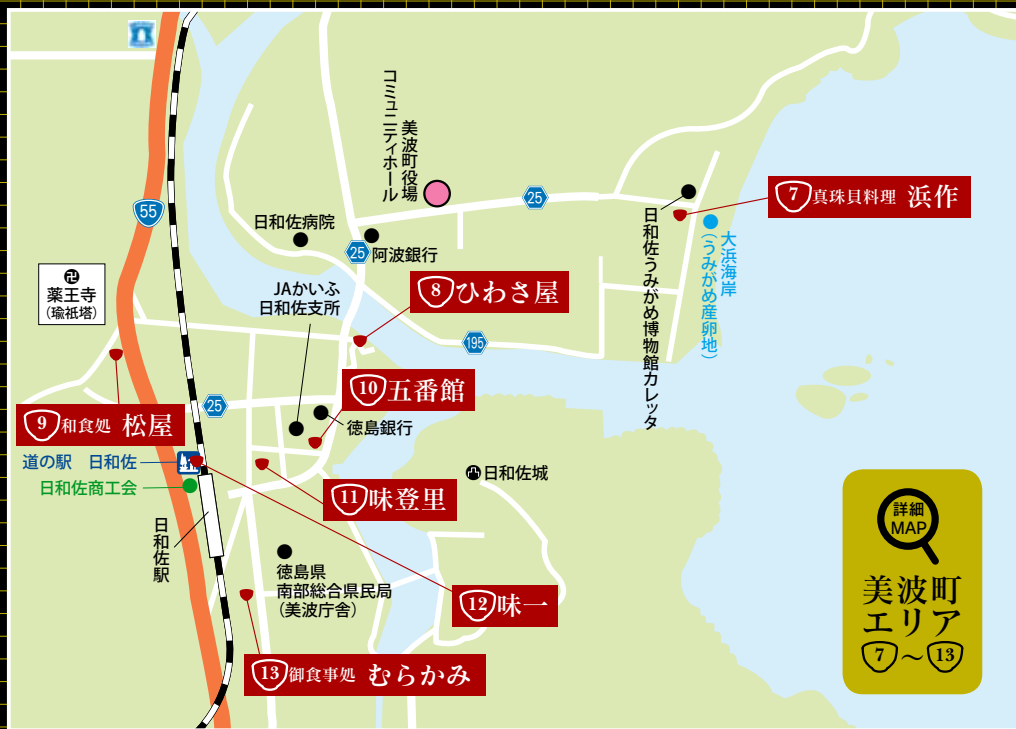 コミュニティホール
美波町役場
55
25
7 真珠貝料理 浜作
日和佐病院
25
阿波銀行
日和佐うみがめ博物館カレッタ
大浜海岸
（うみがめ産卵地）
卍
薬王寺
（瑜祇塔）
JAかいふ
日和佐支所
8 ひわさ屋
195
10 五番館
25
9 和食処 松屋
徳島銀行
道の駅 日和佐
日和佐商工会
日和佐城
11 味登里
日和佐駅
徳島県
南部総合県民局
（美波庁舎）
12 味一
13 御食事処 むらかみ
詳細
MAP
美波町
エリア
7～13